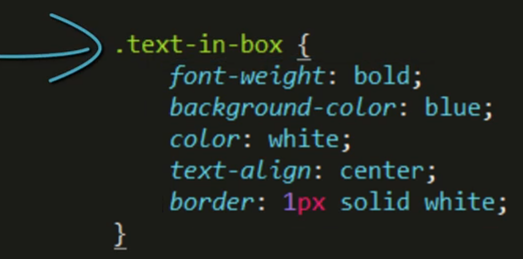 .text-in-box {
    font-weight: bold;
    background-color: blue;
    color: white;
    text-align: center;
    border: 1px solid white;
}